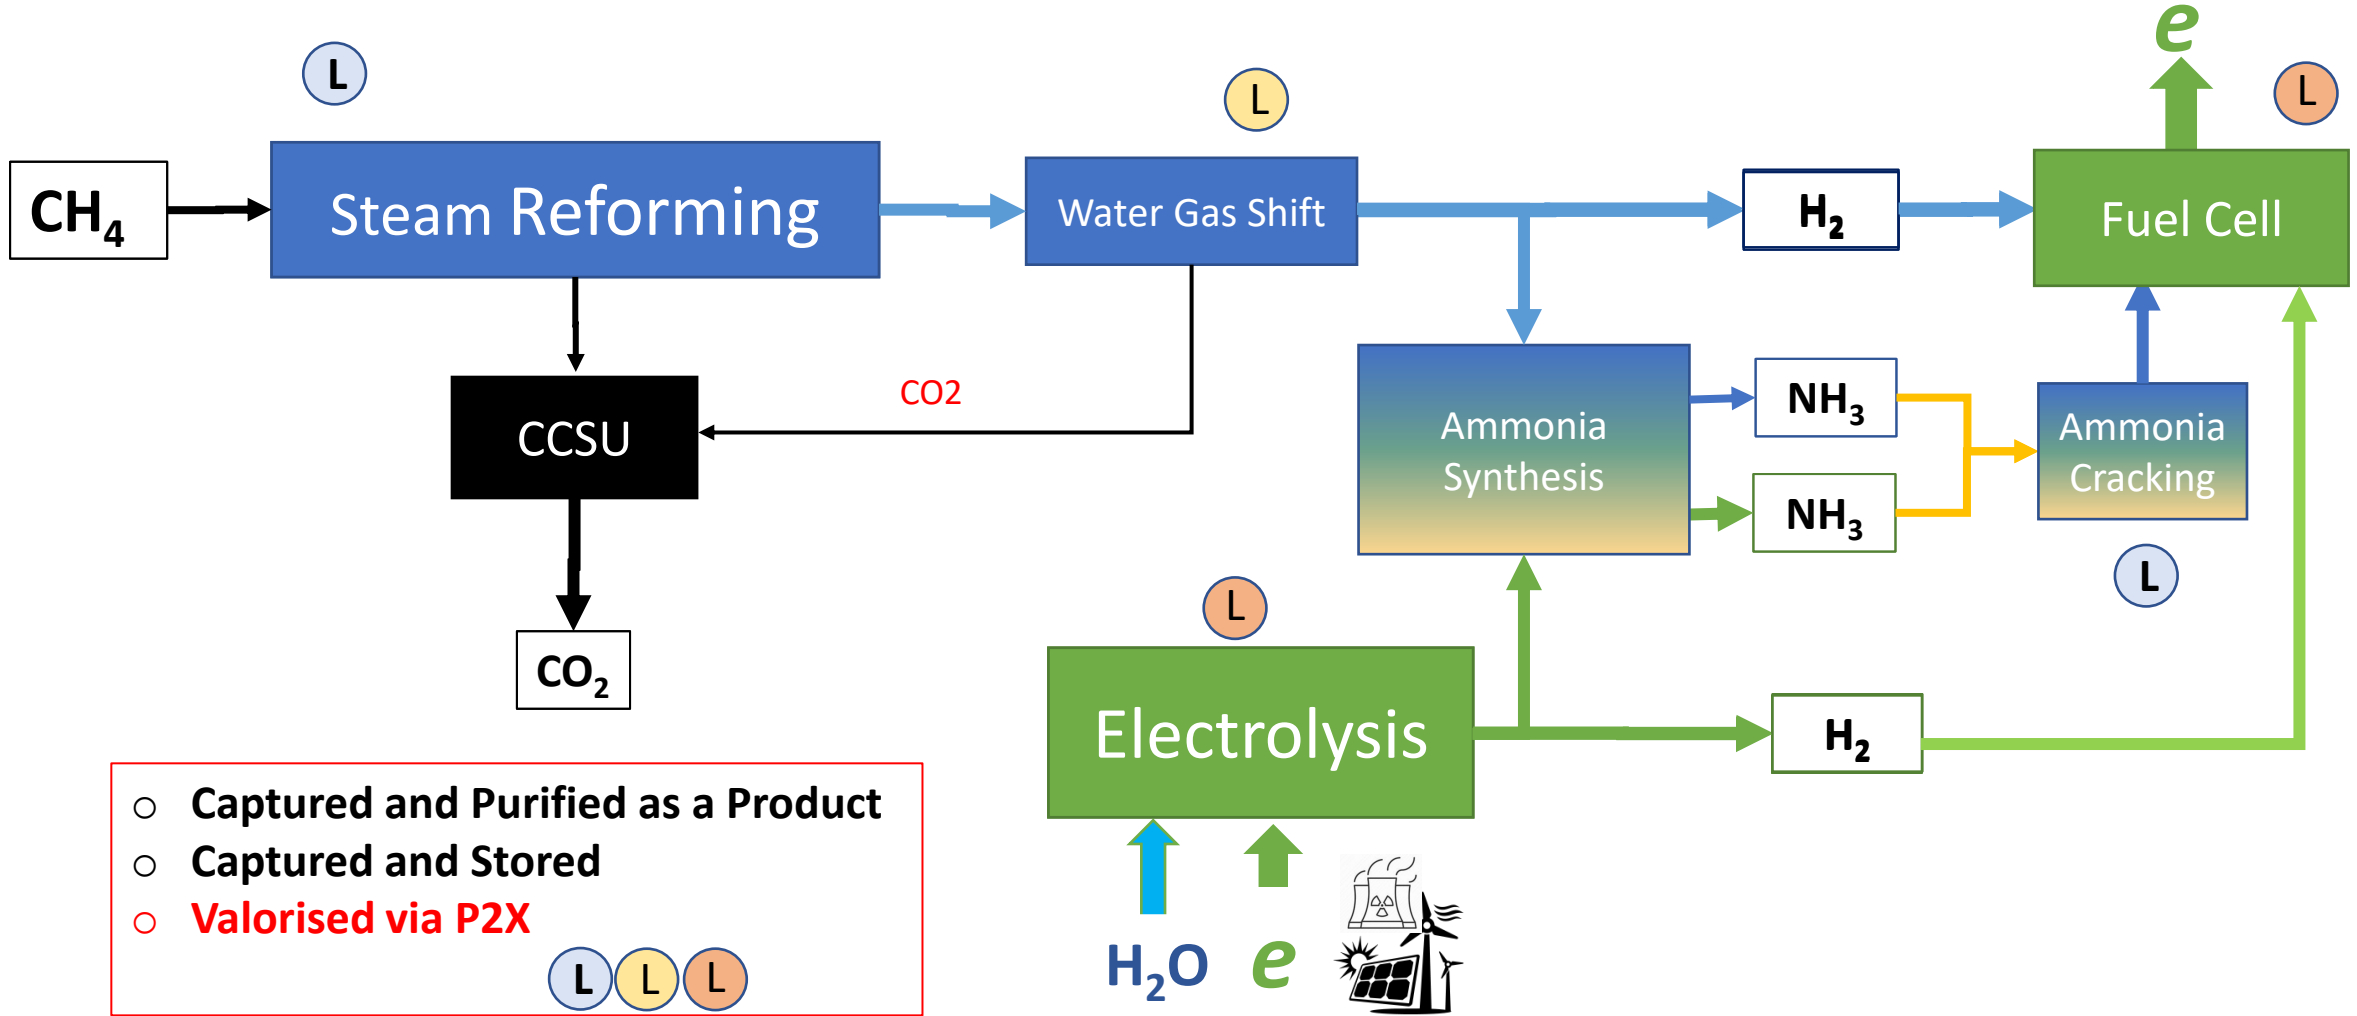 e
L
L
L
CH₄
Steam Reforming
Water Gas Shift
H₂
Fuel Cell
CO2
CCSU
Ammonia
Synthesis
NH₃
NH₃
Ammonia
Cracking
L
L
CO₂
Electrolysis
H₂
○ Captured and Purified as a Product
○ Captured and Stored
○ Valorised via P2X
L L L
H₂O
e